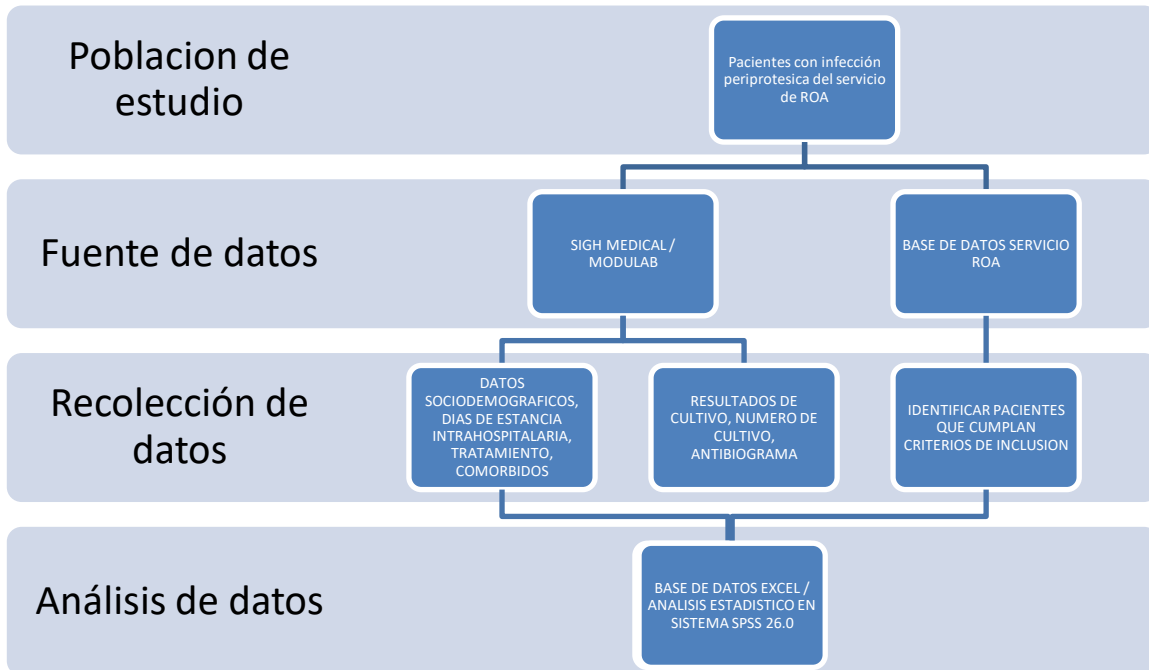 Poblacion de
estudio
Pacientes con infección
periprotesica del servicio
de ROA
Fuente de datos
SIGH MEDICAL /
MODULAB
BASE DE DATOS SERVICIO
ROA
Recolección de
datos
DATOS
SOCIODEMOGRAFICOS,
DIAS DE ESTANCIA
INTRAHOSPITALARIA,
TRATAMIENTO,
COMORBIDOS
RESULTADOS DE
CULTIVO, NUMERO DE
CULTIVO,
ANTIBIOGRAMA
IDENTIFICAR PACIENTES
QUE CUMPLAN
CRITERIOS DE INCLUSION
Análisis de datos
BASE DE DATOS EXCEL /
ANALISIS ESTADISTICO EN
SISTEMA SPSS 26.0